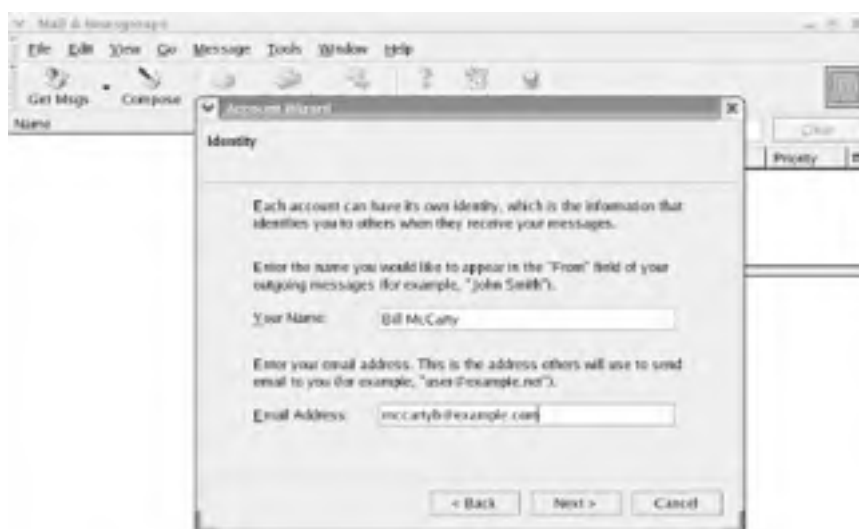 Mail & Newsgroups
File Edit View Go Message Tools Window Help
Get Msgs Compose
Name
Account Wizard
Clear
Priority
Identity
Each account can have its own identity, which is the information that
identifies you to others when they receive your messages.
Enter the name you would like to appear in the "From" field of your
outgoing messages (for example, "John Smith").
Your Name: Bill McCarty
Enter your email address. This is the address others will use to send
email to you (for example, "user@example.net").
Email Address: mccartyb@example.com
< Back Next > Cancel